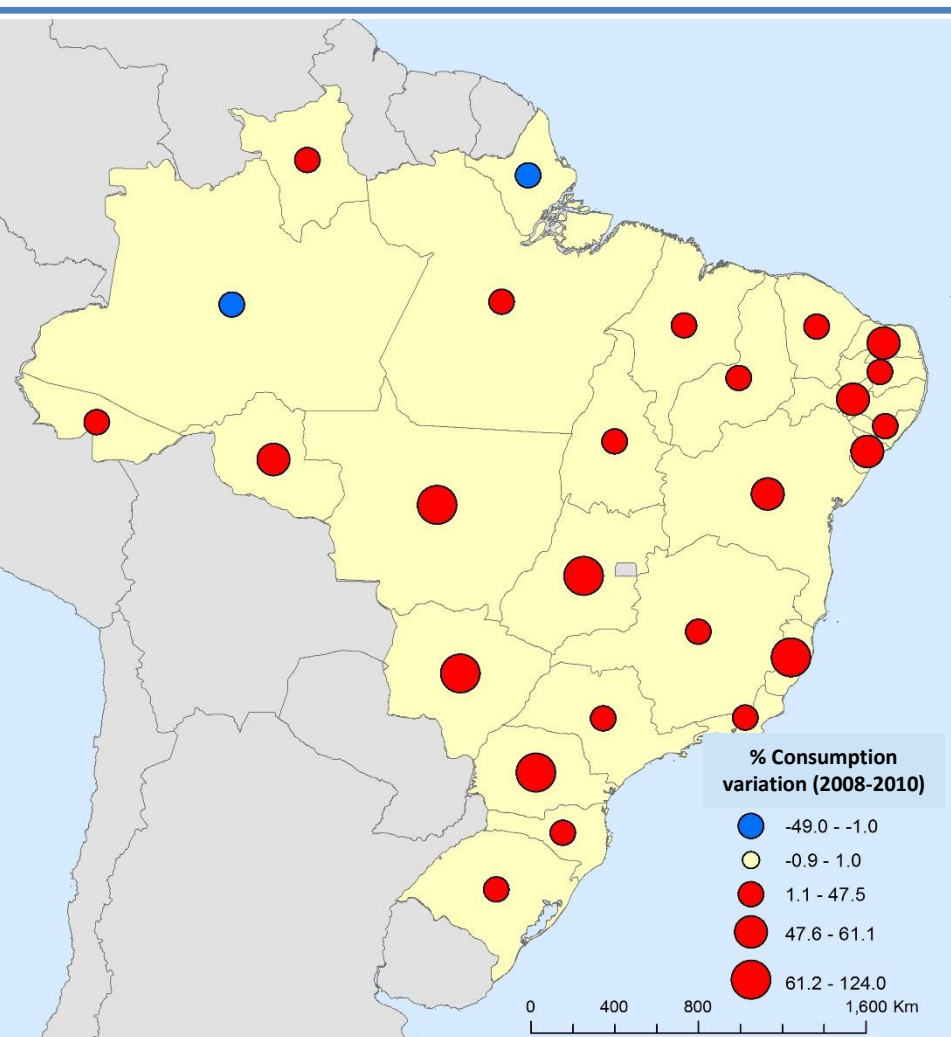 % Consumption
variation (2008-2010)
-49.0 - -1.0
-0.9 - 1.0
1.1 - 47.5
47.6 - 61.1
61.2 - 124.0
0 400 800 1,600 Km